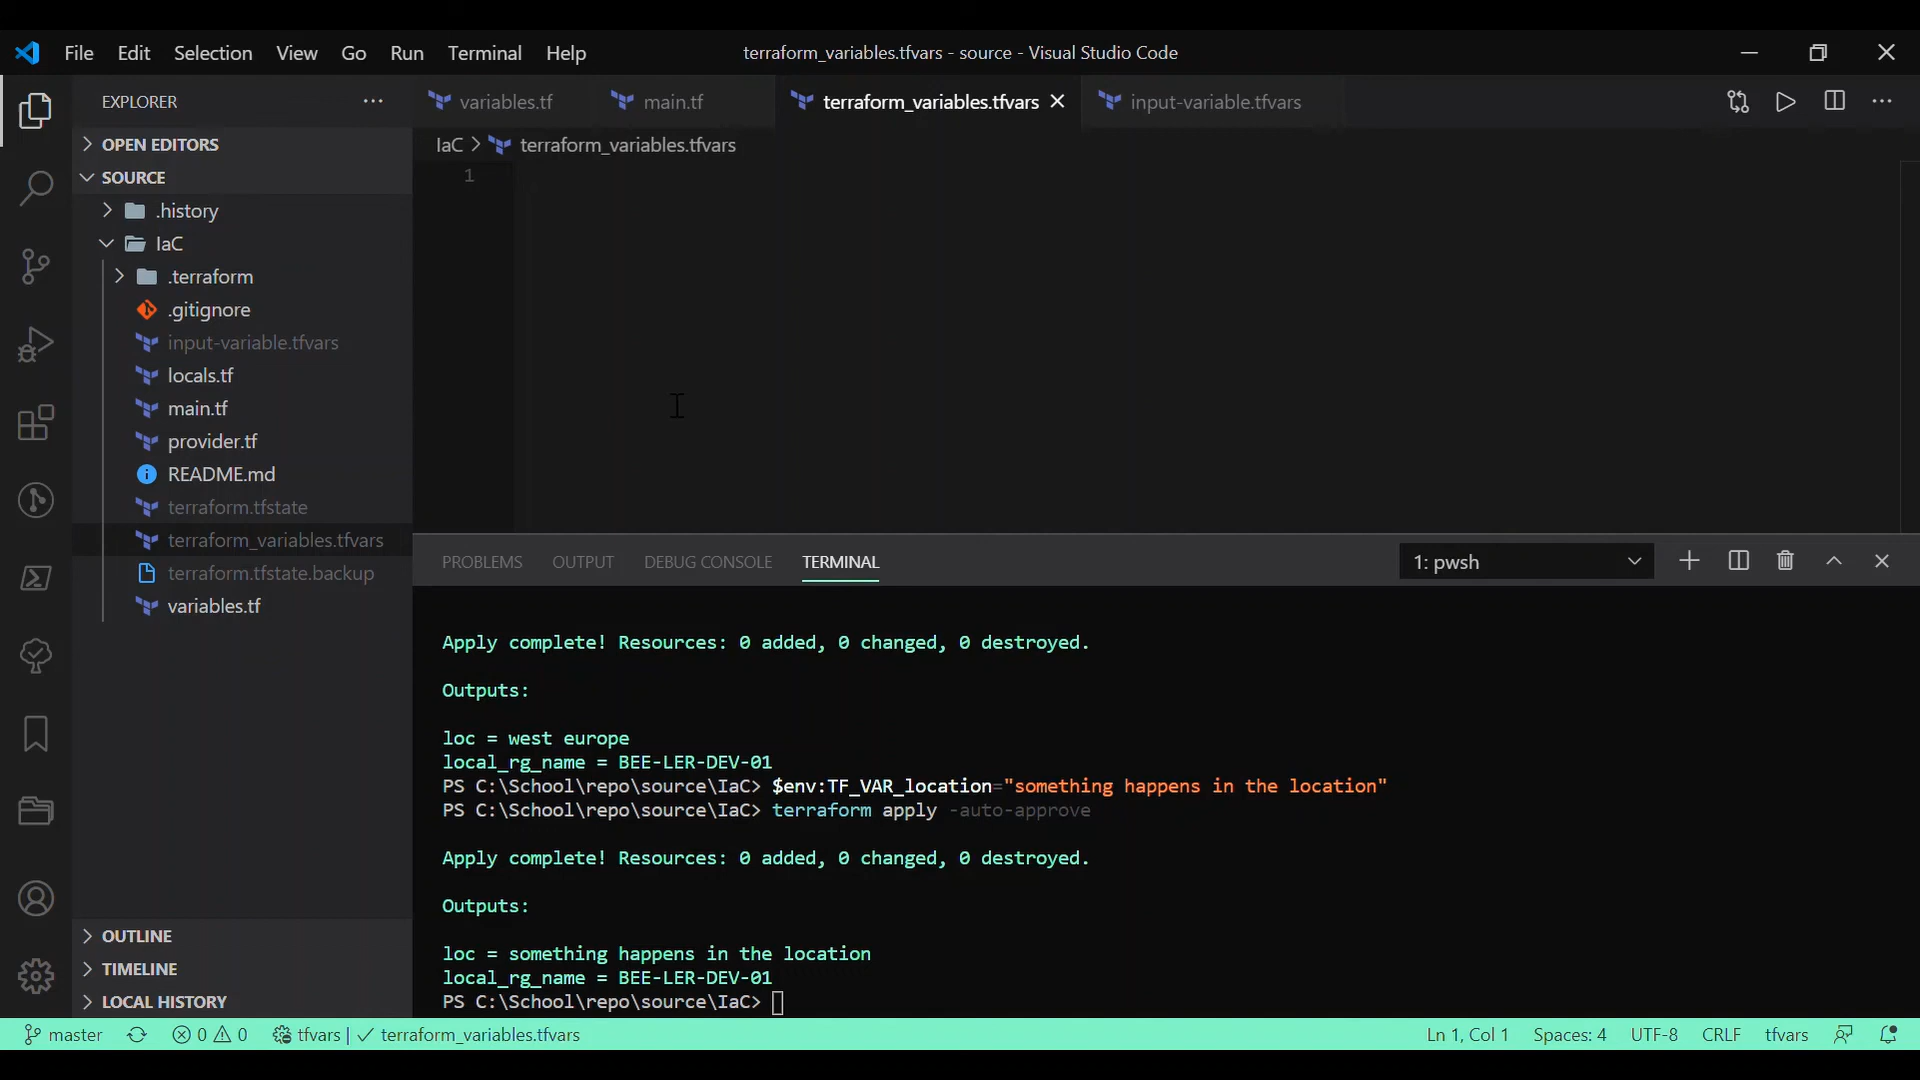 File Edit Selection View Go Run Terminal Help
terraform_variables.tfvars - source - Visual Studio Code
EXPLORER
variables.tf
main.tf
terraform_variables.tfvars
input-variable.tfvars
OPEN EDITORS
SOURCE
.history
IaC
.terraform
.gitignore
input-variable.tfvars
locals.tf
main.tf
provider.tf
README.md
terraform.tfstate
terraform_variables.tfvars
terraform.tfstate.backup
variables.tf
OUTLINE
TIMELINE
LOCAL HISTORY
IaC > terraform_variables.tfvars
1
PROBLEMS OUTPUT DEBUG CONSOLE TERMINAL
1: pwsh
Apply complete! Resources: 0 added, 0 changed, 0 destroyed.
Outputs:
loc = west europe
local_rg_name = BEE-LER-DEV-01
PS C:\School\repo\source\IaC> $env:TF_VAR_location="something happens in the location"
PS C:\School\repo\source\IaC> terraform apply -auto-approve
Apply complete! Resources: 0 added, 0 changed, 0 destroyed.
Outputs:
loc = something happens in the location
local_rg_name = BEE-LER-DEV-01
PS C:\School\repo\source\IaC>
master
0 0
tfvars | ✓ terraform_variables.tfvars
Ln 1, Col 1
Spaces: 4
UTF-8
CRLF
tfvars